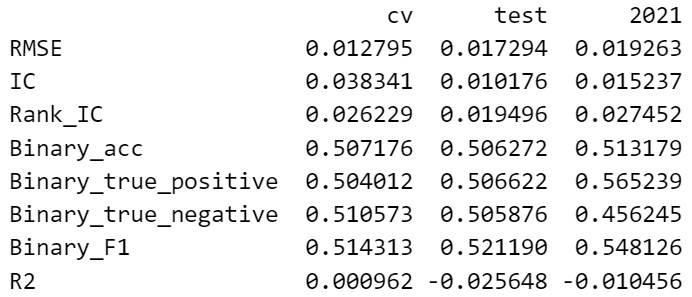 cv test 2021
RMSE 0.012795 0.017294 0.019263
IC 0.038341 0.010176 0.015237
Rank_IC 0.026229 0.019496 0.027452
Binary_acc 0.507176 0.506272 0.513179
Binary_true_positive 0.504012 0.506622 0.565239
Binary_true_negative 0.510573 0.505876 0.456245
Binary_F1 0.514313 0.521190 0.548126
R2 0.000962 -0.025648 -0.010456